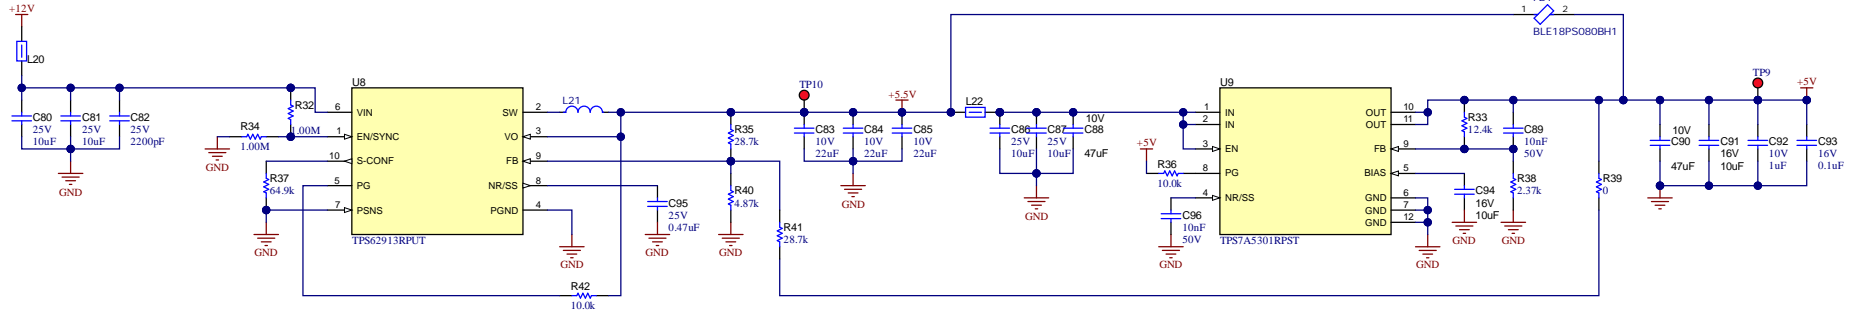 +12V
L20
C80
25V
10uF
C81
25V
10uF
C82
25V
2200pF
R32
1.00M
R34
1.00M
GND
GND
R37
64.9k
GND
U8
6 VIN
1 EN/SYNC
10 S-CONF
5 PG
7 PSNS
SW 2
VO 3
FB 9
NR/SS 8
PGND 4
TPS62913RPUT
L21
GND
R42
10.0k
C95
25V
0.47uF
GND
R35
28.7k
R40
4.87k
GND
R41
28.7k
TP10
C83
10V
22uF
C84
10V
22uF
+5.5V
C85
10V
22uF
GND
L22
C86
25V
10uF
C87
25V
10uF
10V
C88
47uF
GND
+5V
R36
10.0k
C96
10nF
50V
GND
U9
1 IN
2 IN
3 EN
8 PG
4 NR/SS
OUT 10
OUT 11
FB 9
BIAS 5
GND 6
GND 7
GND 12
TPS7A5301RPST
GND
1 2
BLE18PS080BH1
R33
12.4k
C89
10nF
50V
R38
2.37k
GND
C94
16V
10uF
GND
R39
0
10V
C90
47uF
C91
16V
10uF
TP9
C92
10V
1uF
+5V
C93
16V
0.1uF
GND